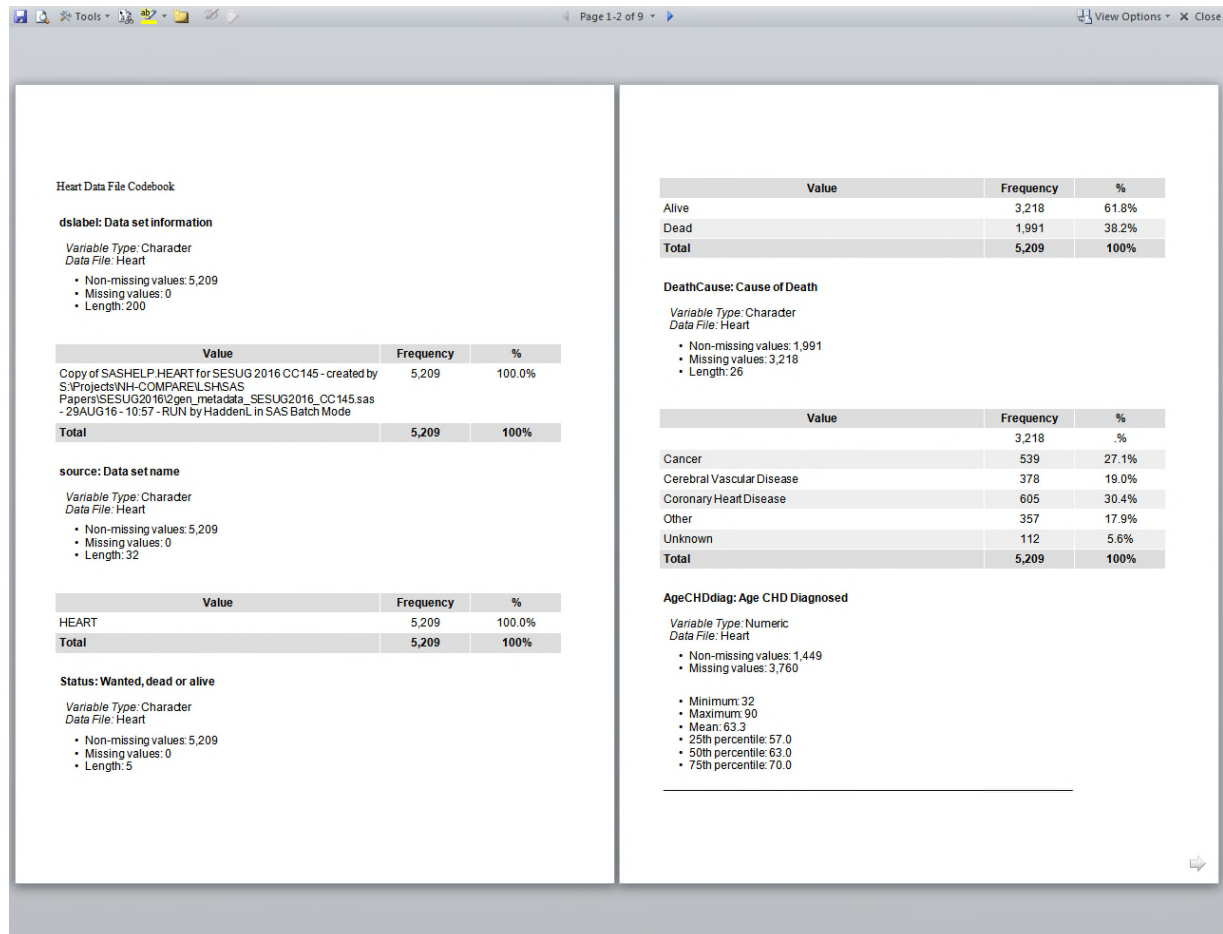 Tools
Page 1-2 of 9
View Options
Close
Heart Data File Codebook
dslabel: Data set information
Variable Type: Character
Data File: Heart
• Non-missing values: 5,209
• Missing values: 0
• Length: 200
Value Frequency %
Copy of SASHELP.HEART for SESUG 2016 CC145 - created by 5,209 100.0%
S:\Projects\NH-COMPARE\LSH\SAS
Papers\SESUG2016\2gen_metadata_SESUG2016_CC145.sas
- 29AUG16 - 10:57 - RUN by HaddenL in SAS Batch Mode
Total 5,209 100%
source: Data set name
Variable Type: Character
Data File: Heart
• Non-missing values: 5,209
• Missing values: 0
• Length: 32
Value Frequency %
HEART 5,209 100.0%
Total 5,209 100%
Status: Wanted, dead or alive
Variable Type: Character
Data File: Heart
• Non-missing values: 5,209
• Missing values: 0
• Length: 5
Value Frequency %
Alive 3,218 61.8%
Dead 1,991 38.2%
Total 5,209 100%
DeathCause: Cause of Death
Variable Type: Character
Data File: Heart
• Non-missing values: 1,991
• Missing values: 3,218
• Length: 26
Value Frequency %
3,218 .%
Cancer 539 27.1%
Cerebral Vascular Disease 378 19.0%
Coronary Heart Disease 605 30.4%
Other 357 17.9%
Unknown 112 5.6%
Total 5,209 100%
AgeCHDdiag: Age CHD Diagnosed
Variable Type: Numeric
Data File: Heart
• Non-missing values: 1,449
• Missing values: 3,760
• Minimum: 32
• Maximum: 90
• Mean: 63.3
• 25th percentile: 57.0
• 50th percentile: 63.0
• 75th percentile: 70.0